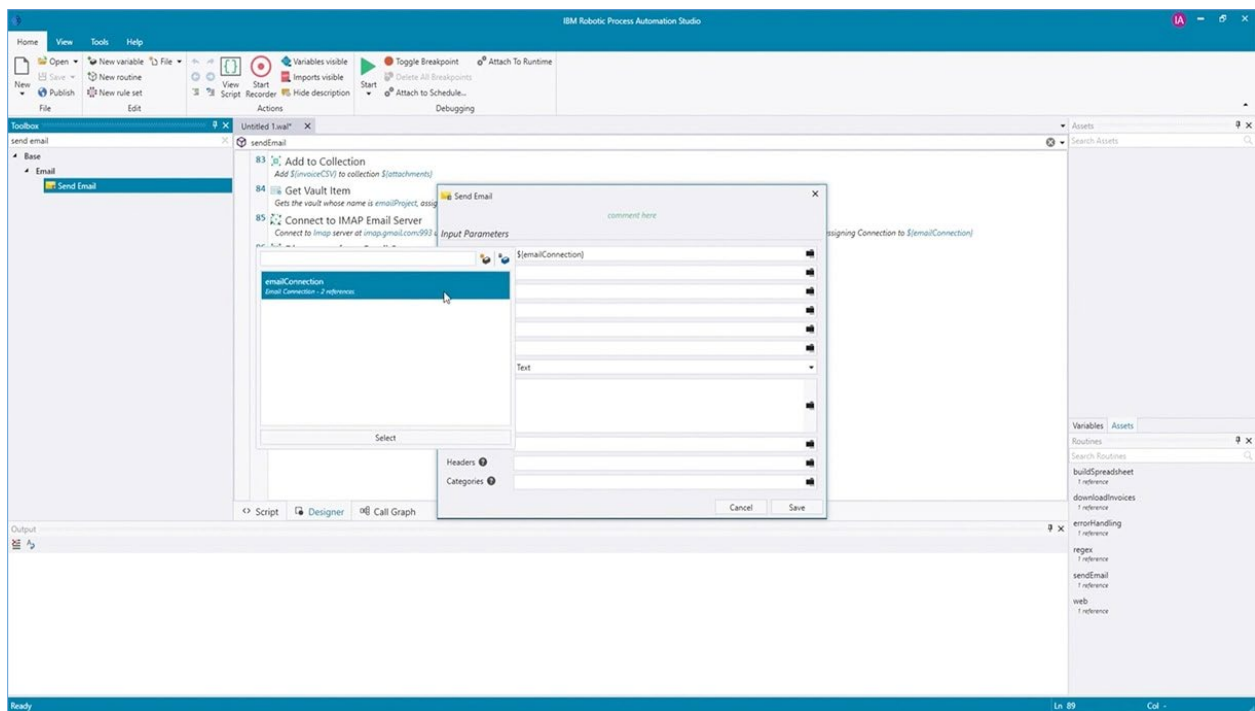 IBM Robotic Process Automation Studio
IA
Home View Tools Help
New
Open
Save
Publish
File
New variable
File
New routine
New rule set
Edit
View Script
Start Recorder
Variables visible
Imports visible
Hide description
Actions
Start
Toggle Breakpoint
Attach To Runtime
Delete All Breakpoints
Attach to Schedule...
Debugging
Toolbox
send email
Base
Email
Send Email
Untitled 1.wal*
sendEmail
83 Add to Collection
Add ${invoiceCSV} to collection ${attachments}
84 Get Vault Item
Gets the vault whose name is emailProject, assig
85 Connect to IMAP Email Server
Connect to Imap server at imap.gmail.com:993
ssigning Connection to ${emailConnection}
Send Email
comment here
Input Parameters
${emailConnection}
emailConnection
Email Connection - 2 references
Select
Text
Headers
Categories
Cancel Save
Script Designer Call Graph
Assets
Search Assets
Variables Assets
Routines
Search Routines
buildSpreadsheet
1 reference
downloadInvoices
1 reference
errorHandling
1 reference
regex
1 reference
sendEmail
1 reference
web
1 reference
Output
Ready
Ln 89 Col -